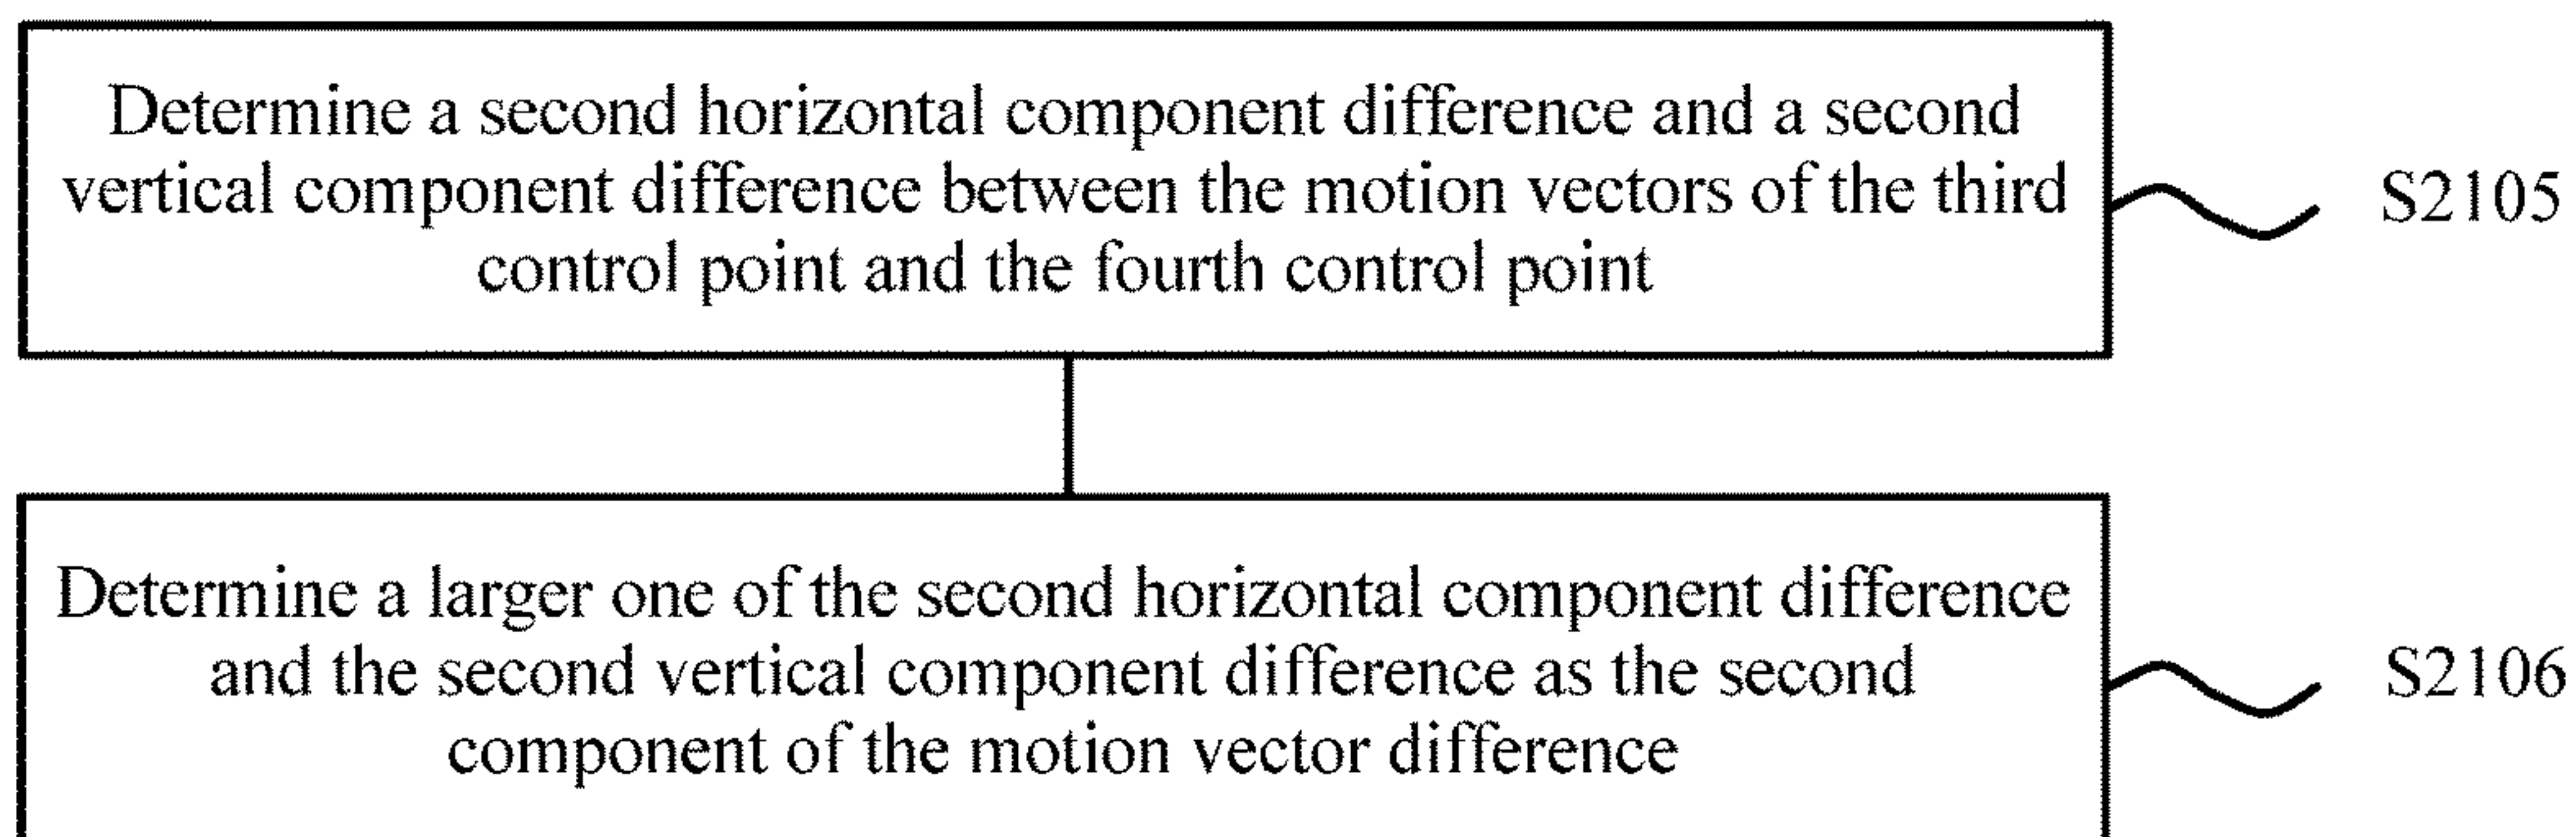 Determine a second horizontal component difference and a second
vertical component difference between the motion vectors of the third
control point and the fourth control point
S2105
Determine a larger one of the second horizontal component difference
and the second vertical component difference as the second
component of the motion vector difference
S2106